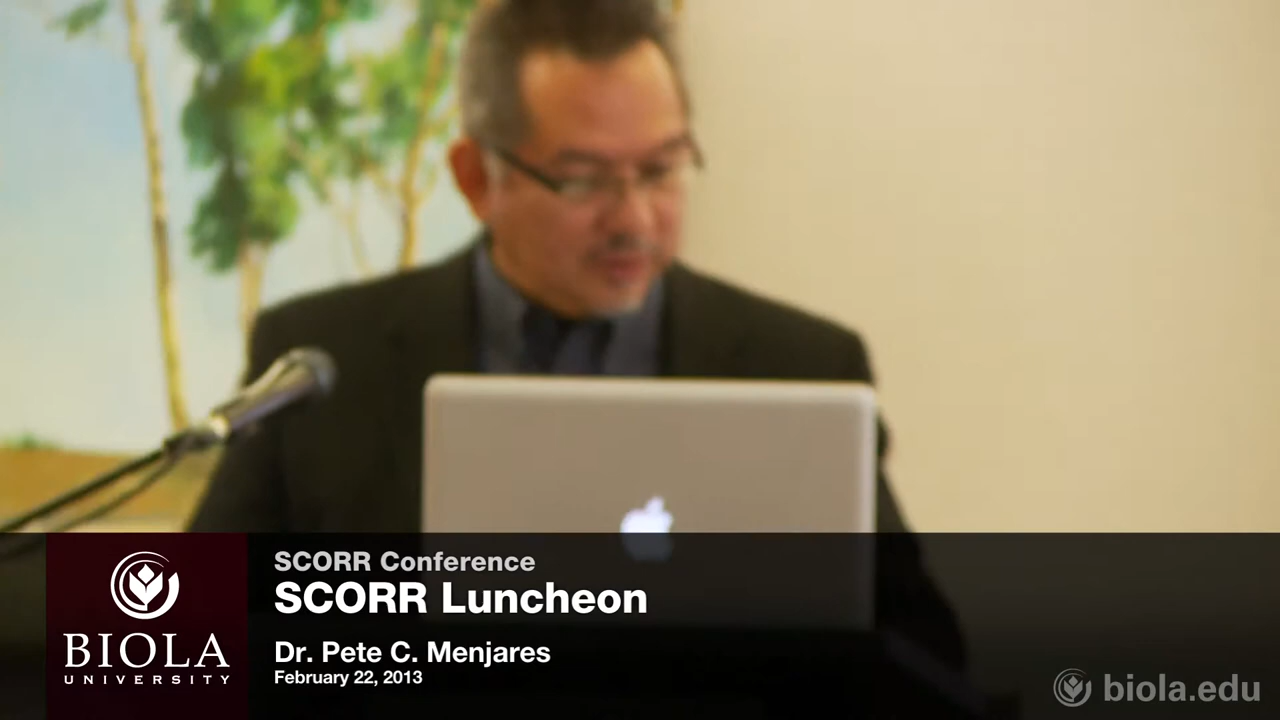 SCORR Conference
SCORR Luncheon
BIOLA
UNIVERSITY
Dr. Pete C. Menjares
February 22, 2013
biola.edu